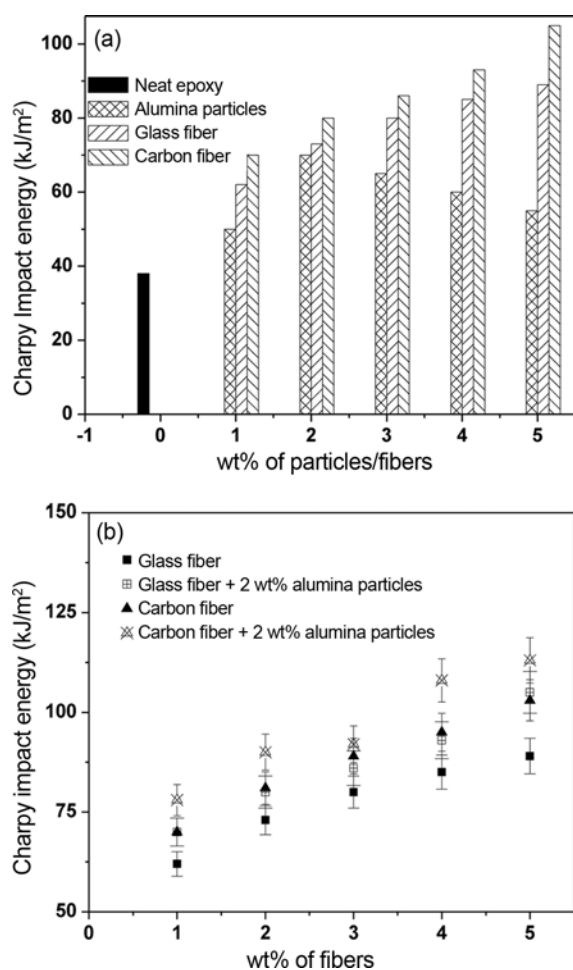 (a)
Neat epoxy
Alumina particles
Glass fiber
Carbon fiber
Charpy Impact energy (kJ/m²)
100
80
60
40
20
0
-1 0 1 2 3 4 5
wt% of particles/fibers
(b)
Glass fiber
Glass fiber + 2 wt% alumina particles
Carbon fiber
Carbon fiber + 2 wt% alumina particles
Charpy impact energy (kJ/m²)
150
125
100
75
50
0 1 2 3 4 5
wt% of fibers